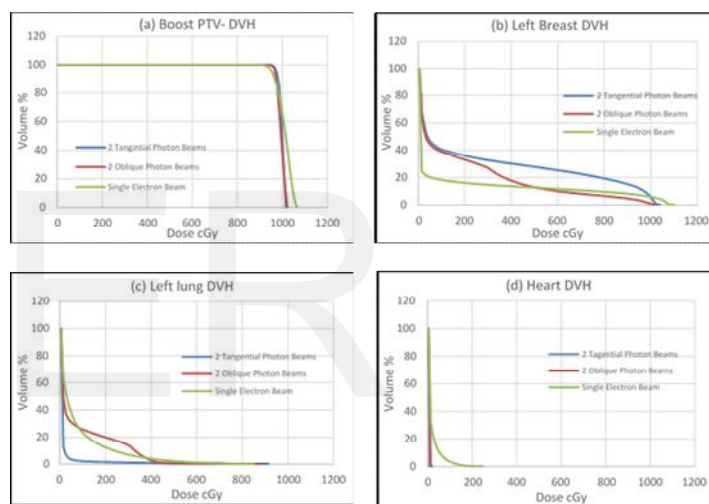 (a) Boost PTV- DVH
120
100
80
60
40
20
0
Volume %
2 Tangintial Photon Beams
2 Oblique Photon Beams
Single Electron Beam
0 200 400 600 800 1000 1200
Dose cGy
(b) Left Breast DVH
120
100
80
60
40
20
0
Volume %
2 Tangential Photon Beams
2 Oblique Photon Beams
Single Electron Beam
0 200 400 600 800 1000 1200
Dose cGy
(c) Left lung DVH
120
100
80
60
40
20
0
Volume %
2 Tangential Photon Beams
2 Oblique Photon Beams
Single Electron Beam
0 200 400 600 800 1000 1200
Dose cGy
(d) Heart DVH
120
100
80
60
40
20
0
Volume %
2 Tagential Photon Beams
2 Oblique Photon Beams
Single Electron Beam
0 200 400 600 800 1000 1200
Dose cGy
ER